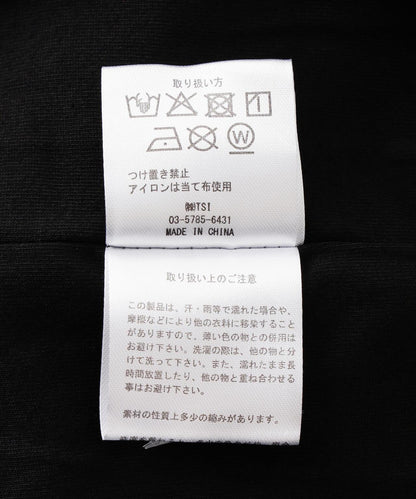 取り扱い方
W
つけ置き禁止
アイロンは当て布使用
㈱TSI
03-5785-6431
MADE IN CHINA
取り扱い上のご注意
この製品は、汗・雨等で濡れた場合や、
摩擦などにより他の衣料に移染すること
がありますので、薄い色の物との併用は
お避け下さい。洗濯の際は、他の物と分
けて洗って下さい。また、濡れたまま長
時間放置したり、他の物と重ね合わせる
事はお避け下さい。
素材の性質上多少の縮みがあります。